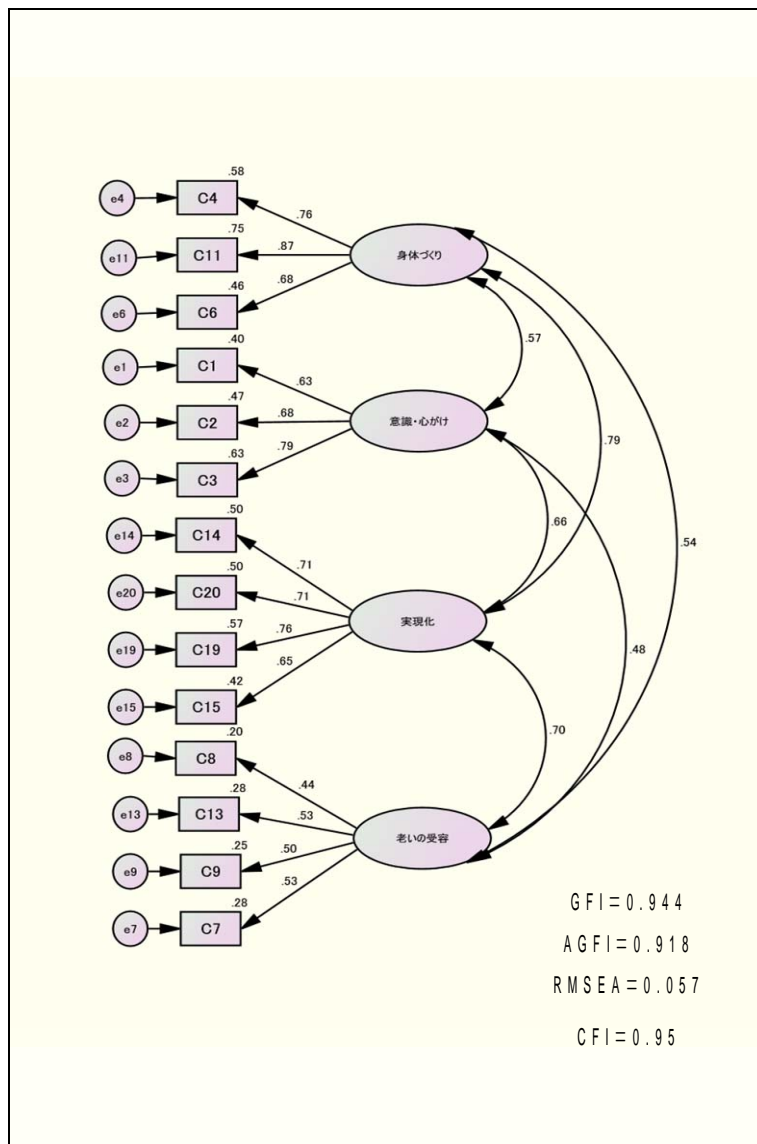 .58
e4
C4
.76
.75
e11
C11
.87
身体づくり
.46
.68
e6
C6
.40
.57
e1
C1
.63
.47
e2
C2
.68
意識・心がけ
.63
.79
.79
e3
C3
.50
.66
e14
C14
.54
.71
.50
e20
C20
.71
.57
実現化
e19
C19
.76
.48
.42
.65
e15
C15
.70
.20
e8
C8
.44
.28
e13
C13
.53
老いの受容
.25
.50
e9
C9
.53
.28
e7
C7
GFI=0.944
AGFI=0.918
RMSEA=0.057
CFI=0.95